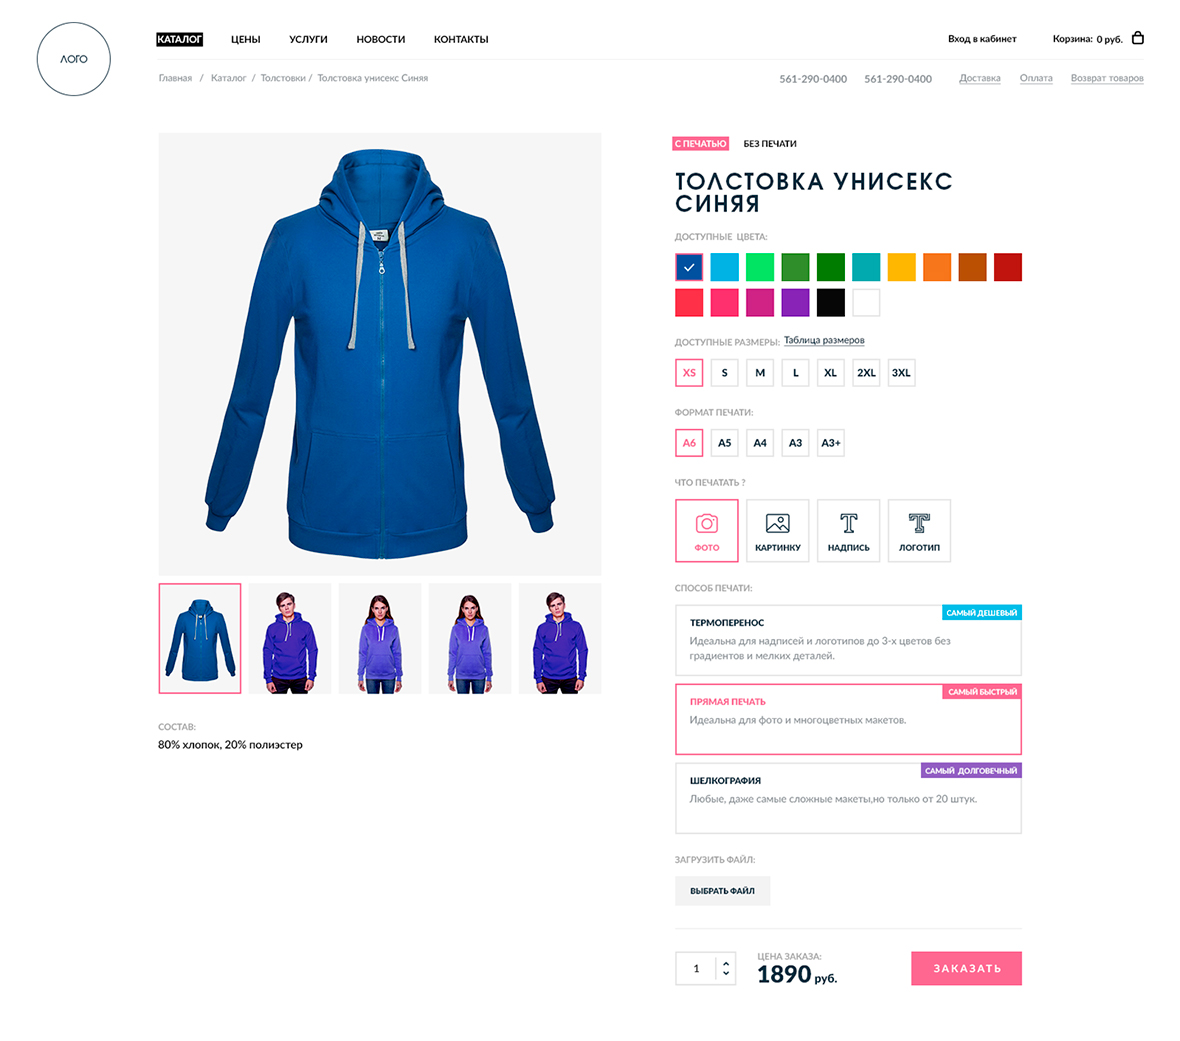 ЛОГО
КАТАЛОГ ЦЕНЫ УСЛУГИ НОВОСТИ КОНТАКТЫ
Вход в кабинет Корзина: 0 руб.
Главная / Каталог / Толстовки / Толстовка унисекс Синяя
561-290-0400 561-290-0400 Доставка Оплата Возврат товаров
С ПЕЧАТЬЮ БЕЗ ПЕЧАТИ
ТОЛСТОВКА УНИСЕКС
СИНЯЯ
ДОСТУПНЫЕ ЦВЕТА:
ДОСТУПНЫЕ РАЗМЕРЫ: Таблица размеров
XS S M L XL 2XL 3XL
ФОРМАТ ПЕЧАТИ:
А6 А5 А4 А3 А3+
ЧТО ПЕЧАТАТЬ ?
ФОТО КАРТИНКУ НАДПИСЬ ЛОГОТИП
СПОСОБ ПЕЧАТИ:
САМЫЙ ДЕШЕВЫЙ
ТЕРМОПЕРЕНОС
Идеальна для надписей и логотипов до 3-х цветов без
градиентов и мелких деталей.
САМЫЙ БЫСТРЫЙ
ПРЯМАЯ ПЕЧАТЬ
Идеальна для фото и многоцветных макетов.
САМЫЙ ДОЛГОВЕЧНЫЙ
ШЕЛКОГРАФИЯ
Любые, даже самые сложные макеты,но только от 20 штук.
СОСТАВ:
80% хлопок, 20% полиэстер
ЗАГРУЗИТЬ ФАЙЛ:
ВЫБРАТЬ ФАЙЛ
1
ЦЕНА ЗАКАЗА:
1890 руб.
ЗАКАЗАТЬ